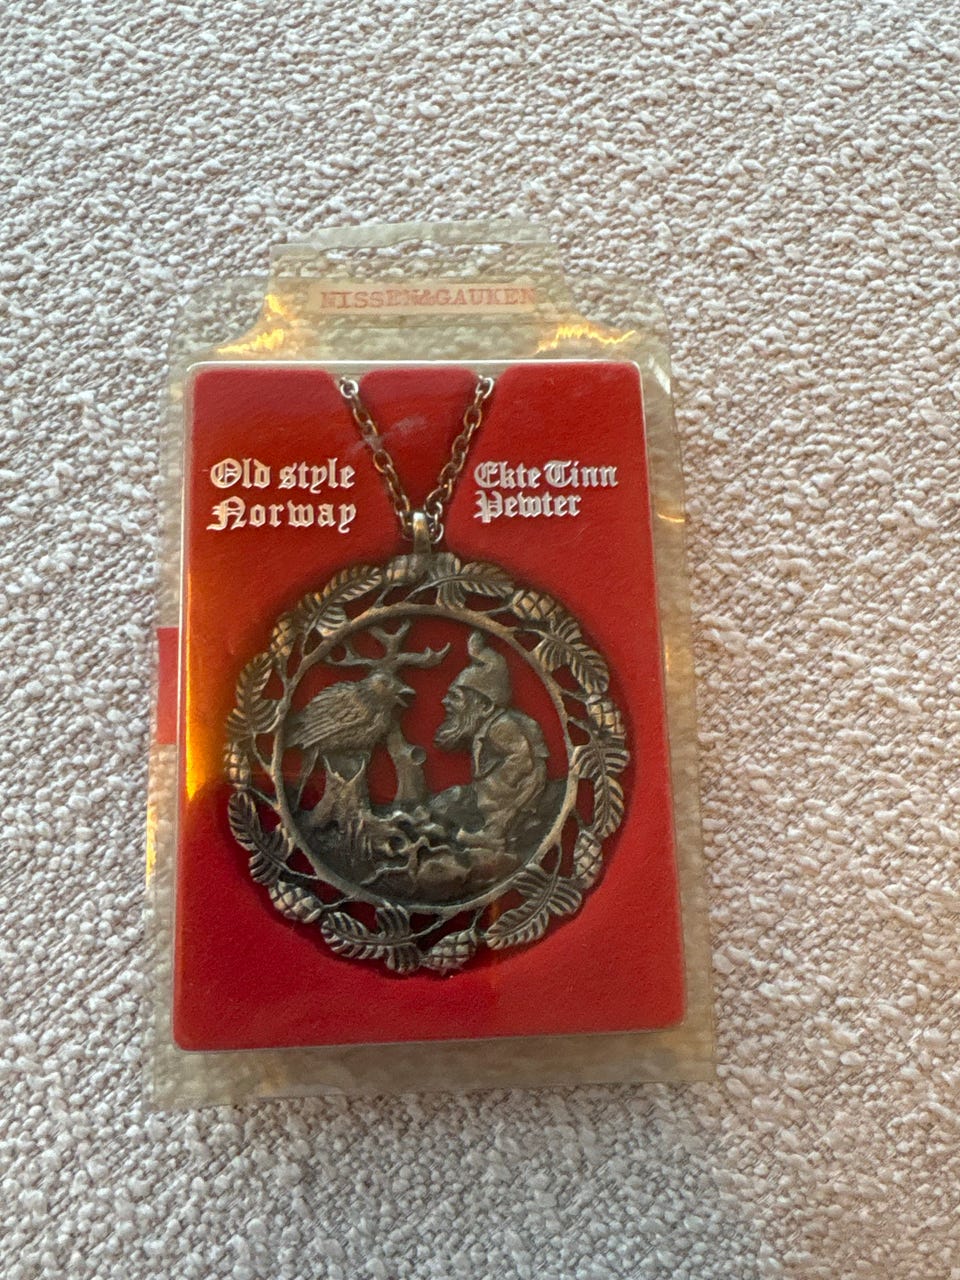 NISSEN & GAUKEN
Old style
Norway
Ekte Tinn
Pewter